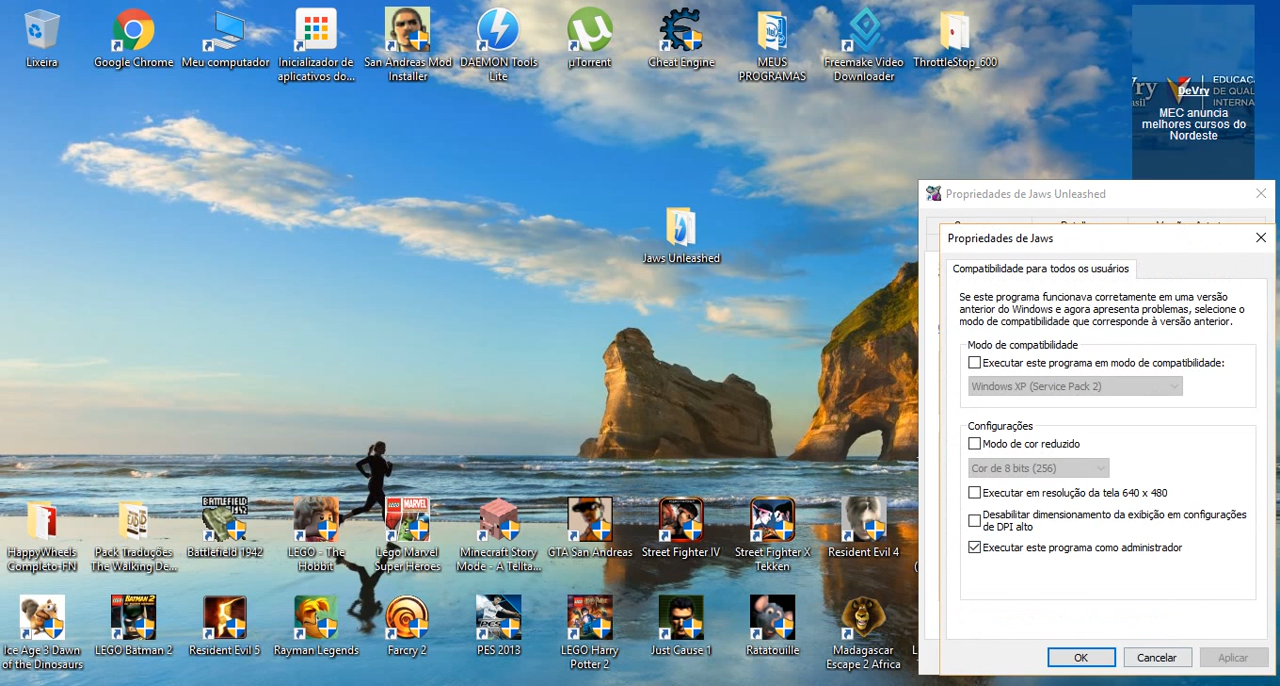 Lixeira
Google Chrome
Meu computador
Inicializador de
aplicativos do...
San Andreas Mod
Installer
DAEMON Tools
Lite
µTorrent
Cheat Engine
MEUS
PROGRAMAS
Freemake Video
Downloader
ThrottleStop_600
EDUCAÇ
DE QUAL
INTERNA
DeVry
MEC anuncia
melhores cursos do
Nordeste
Jaws Unleashed
Propriedades de Jaws Unleashed
Propriedades de Jaws
Compatibilidade para todos os usuários
Se este programa funcionava corretamente em uma versão
anterior do Windows e agora apresenta problemas, selecione o
modo de compatibilidade que corresponde à versão anterior.
Modo de compatibilidade
Executar este programa em modo de compatibilidade:
Windows XP (Service Pack 2)
Configurações
Modo de cor reduzido
Cor de 8 bits (256)
Executar em resolução da tela 640 x 480
Desabilitar dimensionamento da exibição em configurações
de DPI alto
Executar este programa como administrador
OK
Cancelar
Aplicar
HappyWheels
Completo-FN
Pack Traduções
The Walking De...
BATTLEFIELD
1942
Battlefield 1942
LEGO - The
Hobbit
Lego Marvel
Super Heroes
Minecraft Story
Mode - A Tellta...
GTA San Andreas
Street Fighter IV
Street Fighter X
Tekken
Resident Evil 4
Ice Age 3 Dawn
of the Dinosaurs
LEGO Batman 2
Resident Evil 5
Rayman Legends
Farcry 2
PES 2013
LEGO Harry
Potter 2
Just Cause 1
Ratatouille
Madagascar
Escape 2 Africa